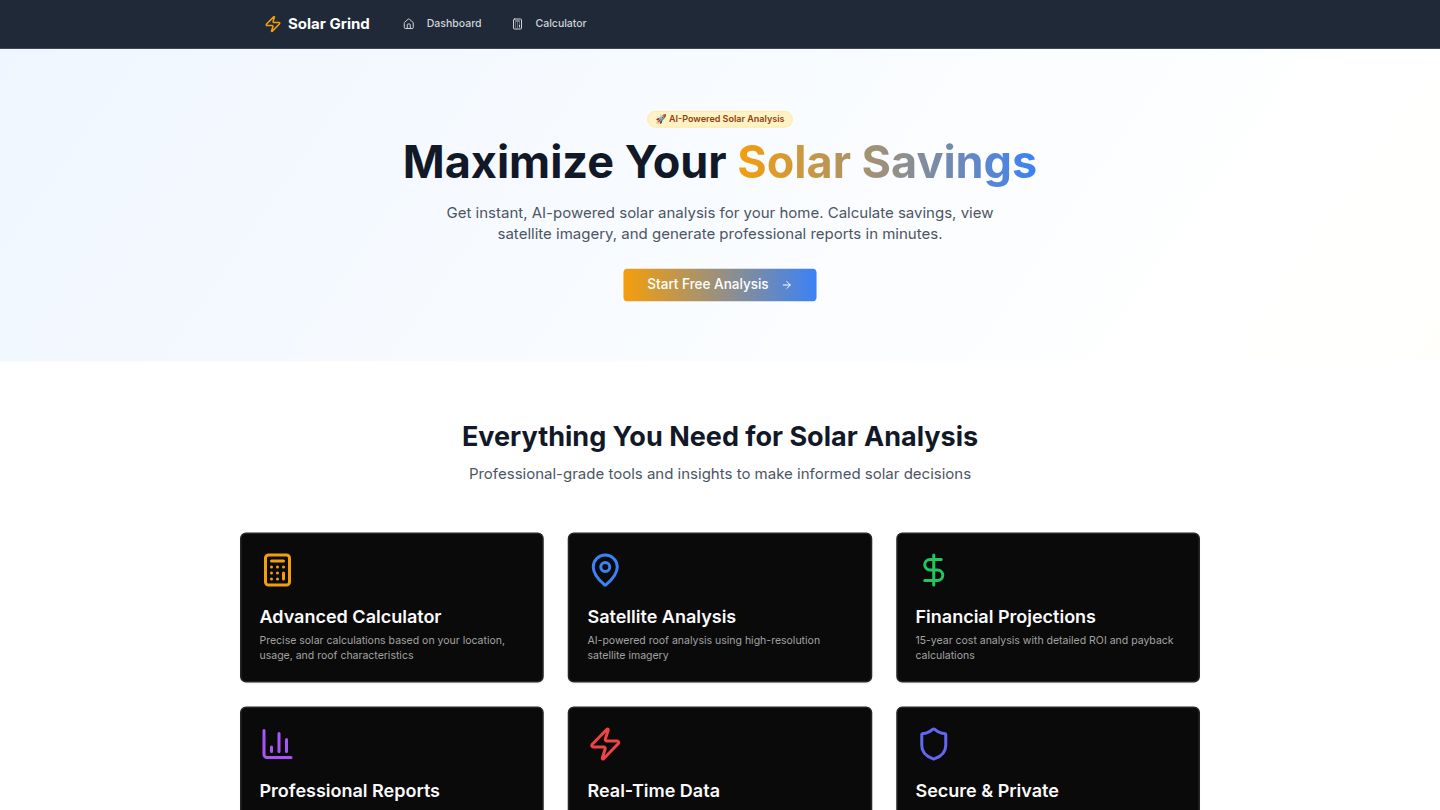 Solar Grind
Dashboard
Calculator
🚀 AI-Powered Solar Analysis
Maximize Your Solar Savings
Get instant, AI-powered solar analysis for your home. Calculate savings, view
satellite imagery, and generate professional reports in minutes.
Start Free Analysis →
Everything You Need for Solar Analysis
Professional-grade tools and insights to make informed solar decisions
Advanced Calculator
Precise solar calculations based on your location,
usage, and roof characteristics
Satellite Analysis
AI-powered roof analysis using high-resolution
satellite imagery
Financial Projections
15-year cost analysis with detailed ROI and payback
calculations
Professional Reports
Real-Time Data
Secure & Private